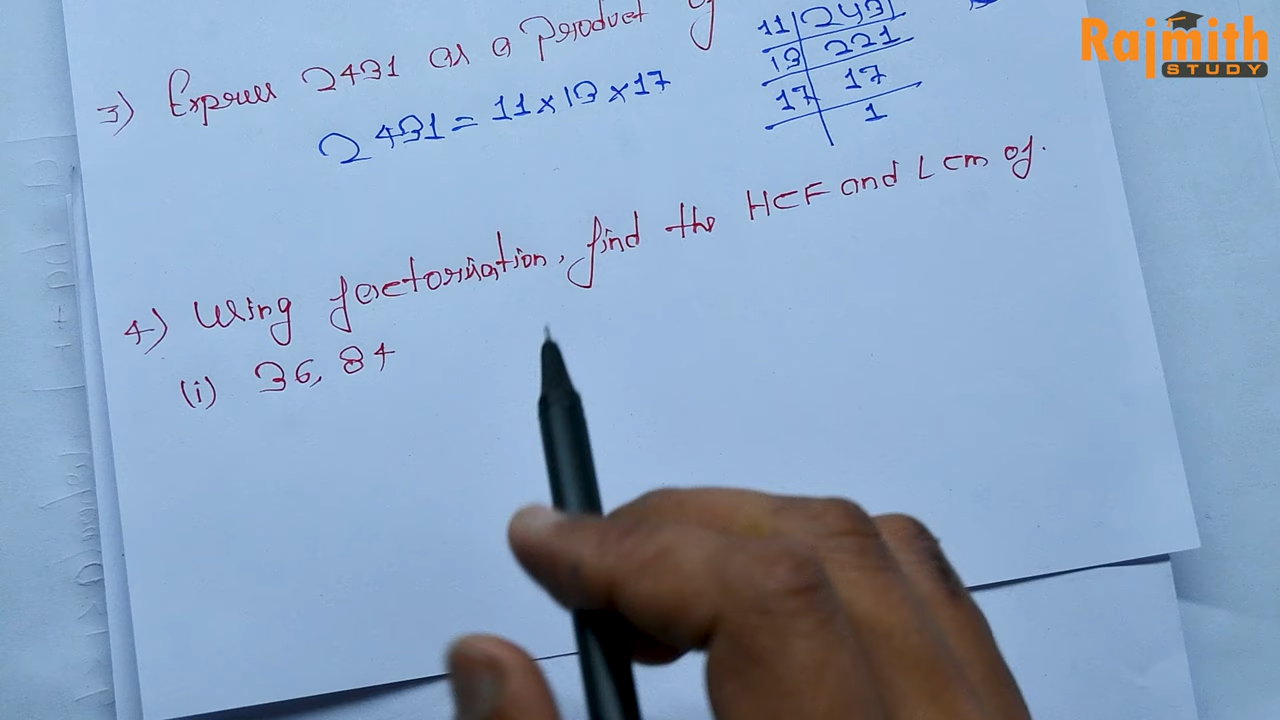 Rajmith
STUDY
3) Express 2431 as a product of
2431 = 11 x 13 x 17
11 2431
13 221
17 17
1
4) Using factorisation, find the HCF and Lcm of.
(i) 36, 84